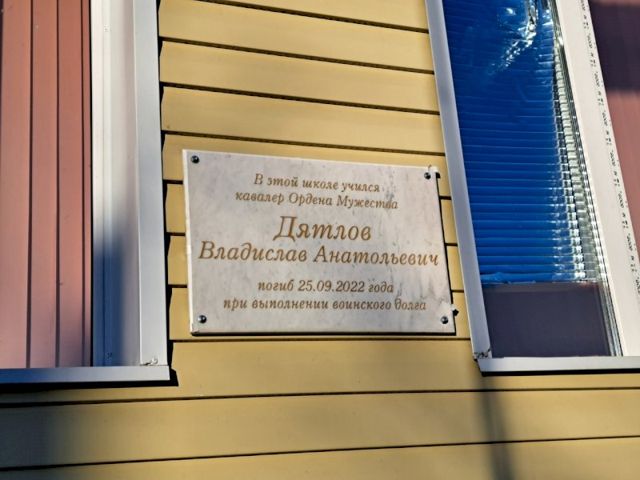 В этой школе учился
кавалер Ордена Мужества
Дятлов
Владислав Анатольевич
погиб 25.09.2022 года
при выполнении воинского долга